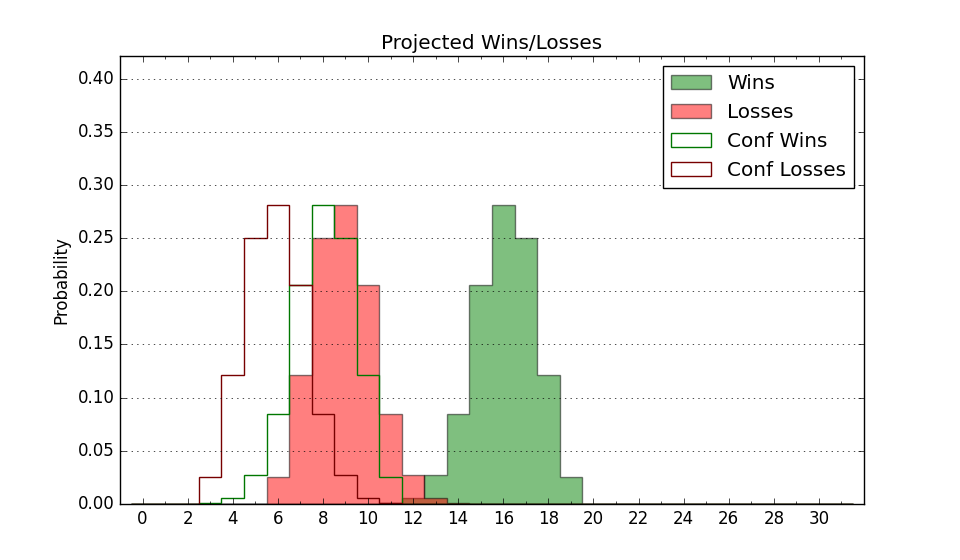 Projected Wins/Losses
Probability
0.40
0.35
0.30
0.25
0.20
0.15
0.10
0.05
0.00
0 2 4 6 8 10 12 14 16 18 20 22 24 26 28 30
Wins
Losses
Conf Wins
Conf Losses